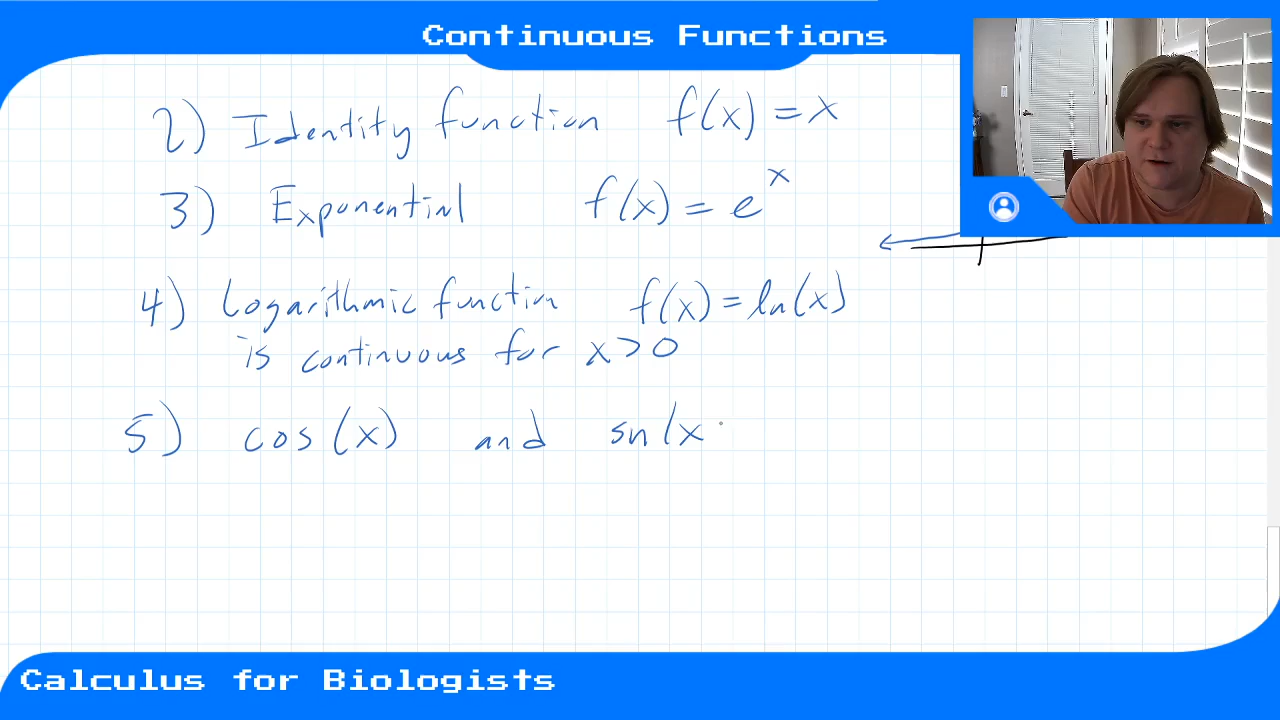 Continuous Functions
2) Identity function f(x) = x
3) Exponential f(x) = e^x
4) Logarithmic function f(x) = ln(x)
is continuous for x > 0
5) cos(x) and sn(x
Calculus for Biologists